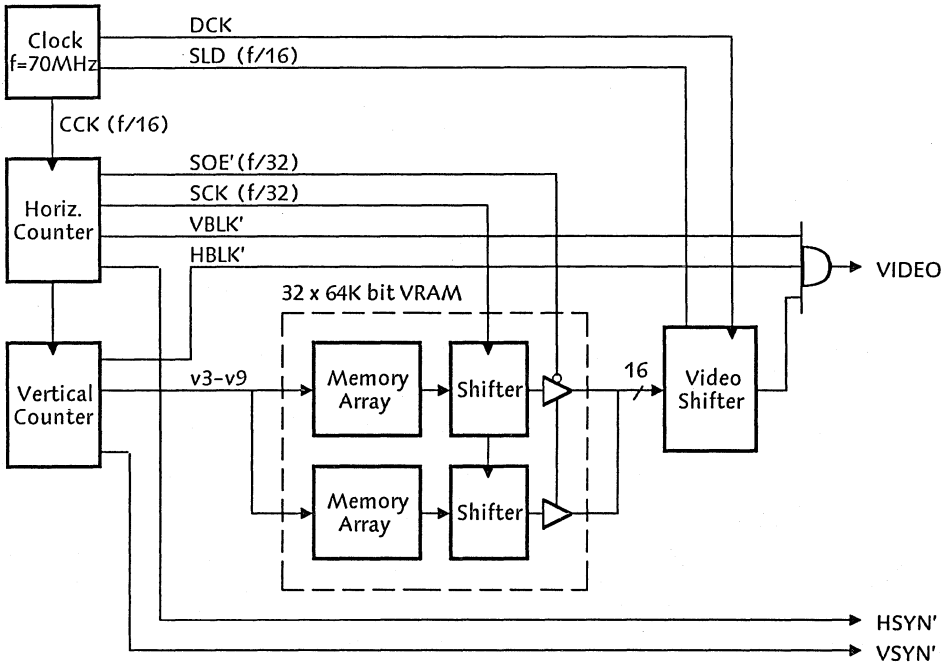 DCK
Clock
f=70MHz
SLD (f/16)
CCK (f/16)
SOE' (f/32)
SCK (f/32)
Horiz.
Counter
VBLK'
HBLK'
VIDEO
32 x 64K bit VRAM
v3-v9
Vertical
Counter
Memory
Array
Shifter
16
Video
Shifter
Memory
Array
Shifter
HSYN'
VSYN'